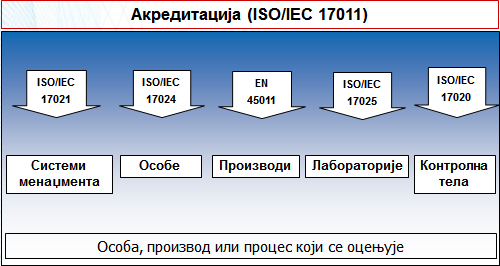 Акредитација (ISO/IEC 17011)
ISO/IEC
17021
ISO/IEC
17024
EN
45011
ISO/IEC
17025
ISO/IEC
17020
Системи
менаџмента
Особе
Производи
Лабораторије
Контролна
тела
Особа, производ или процес који се оцењује